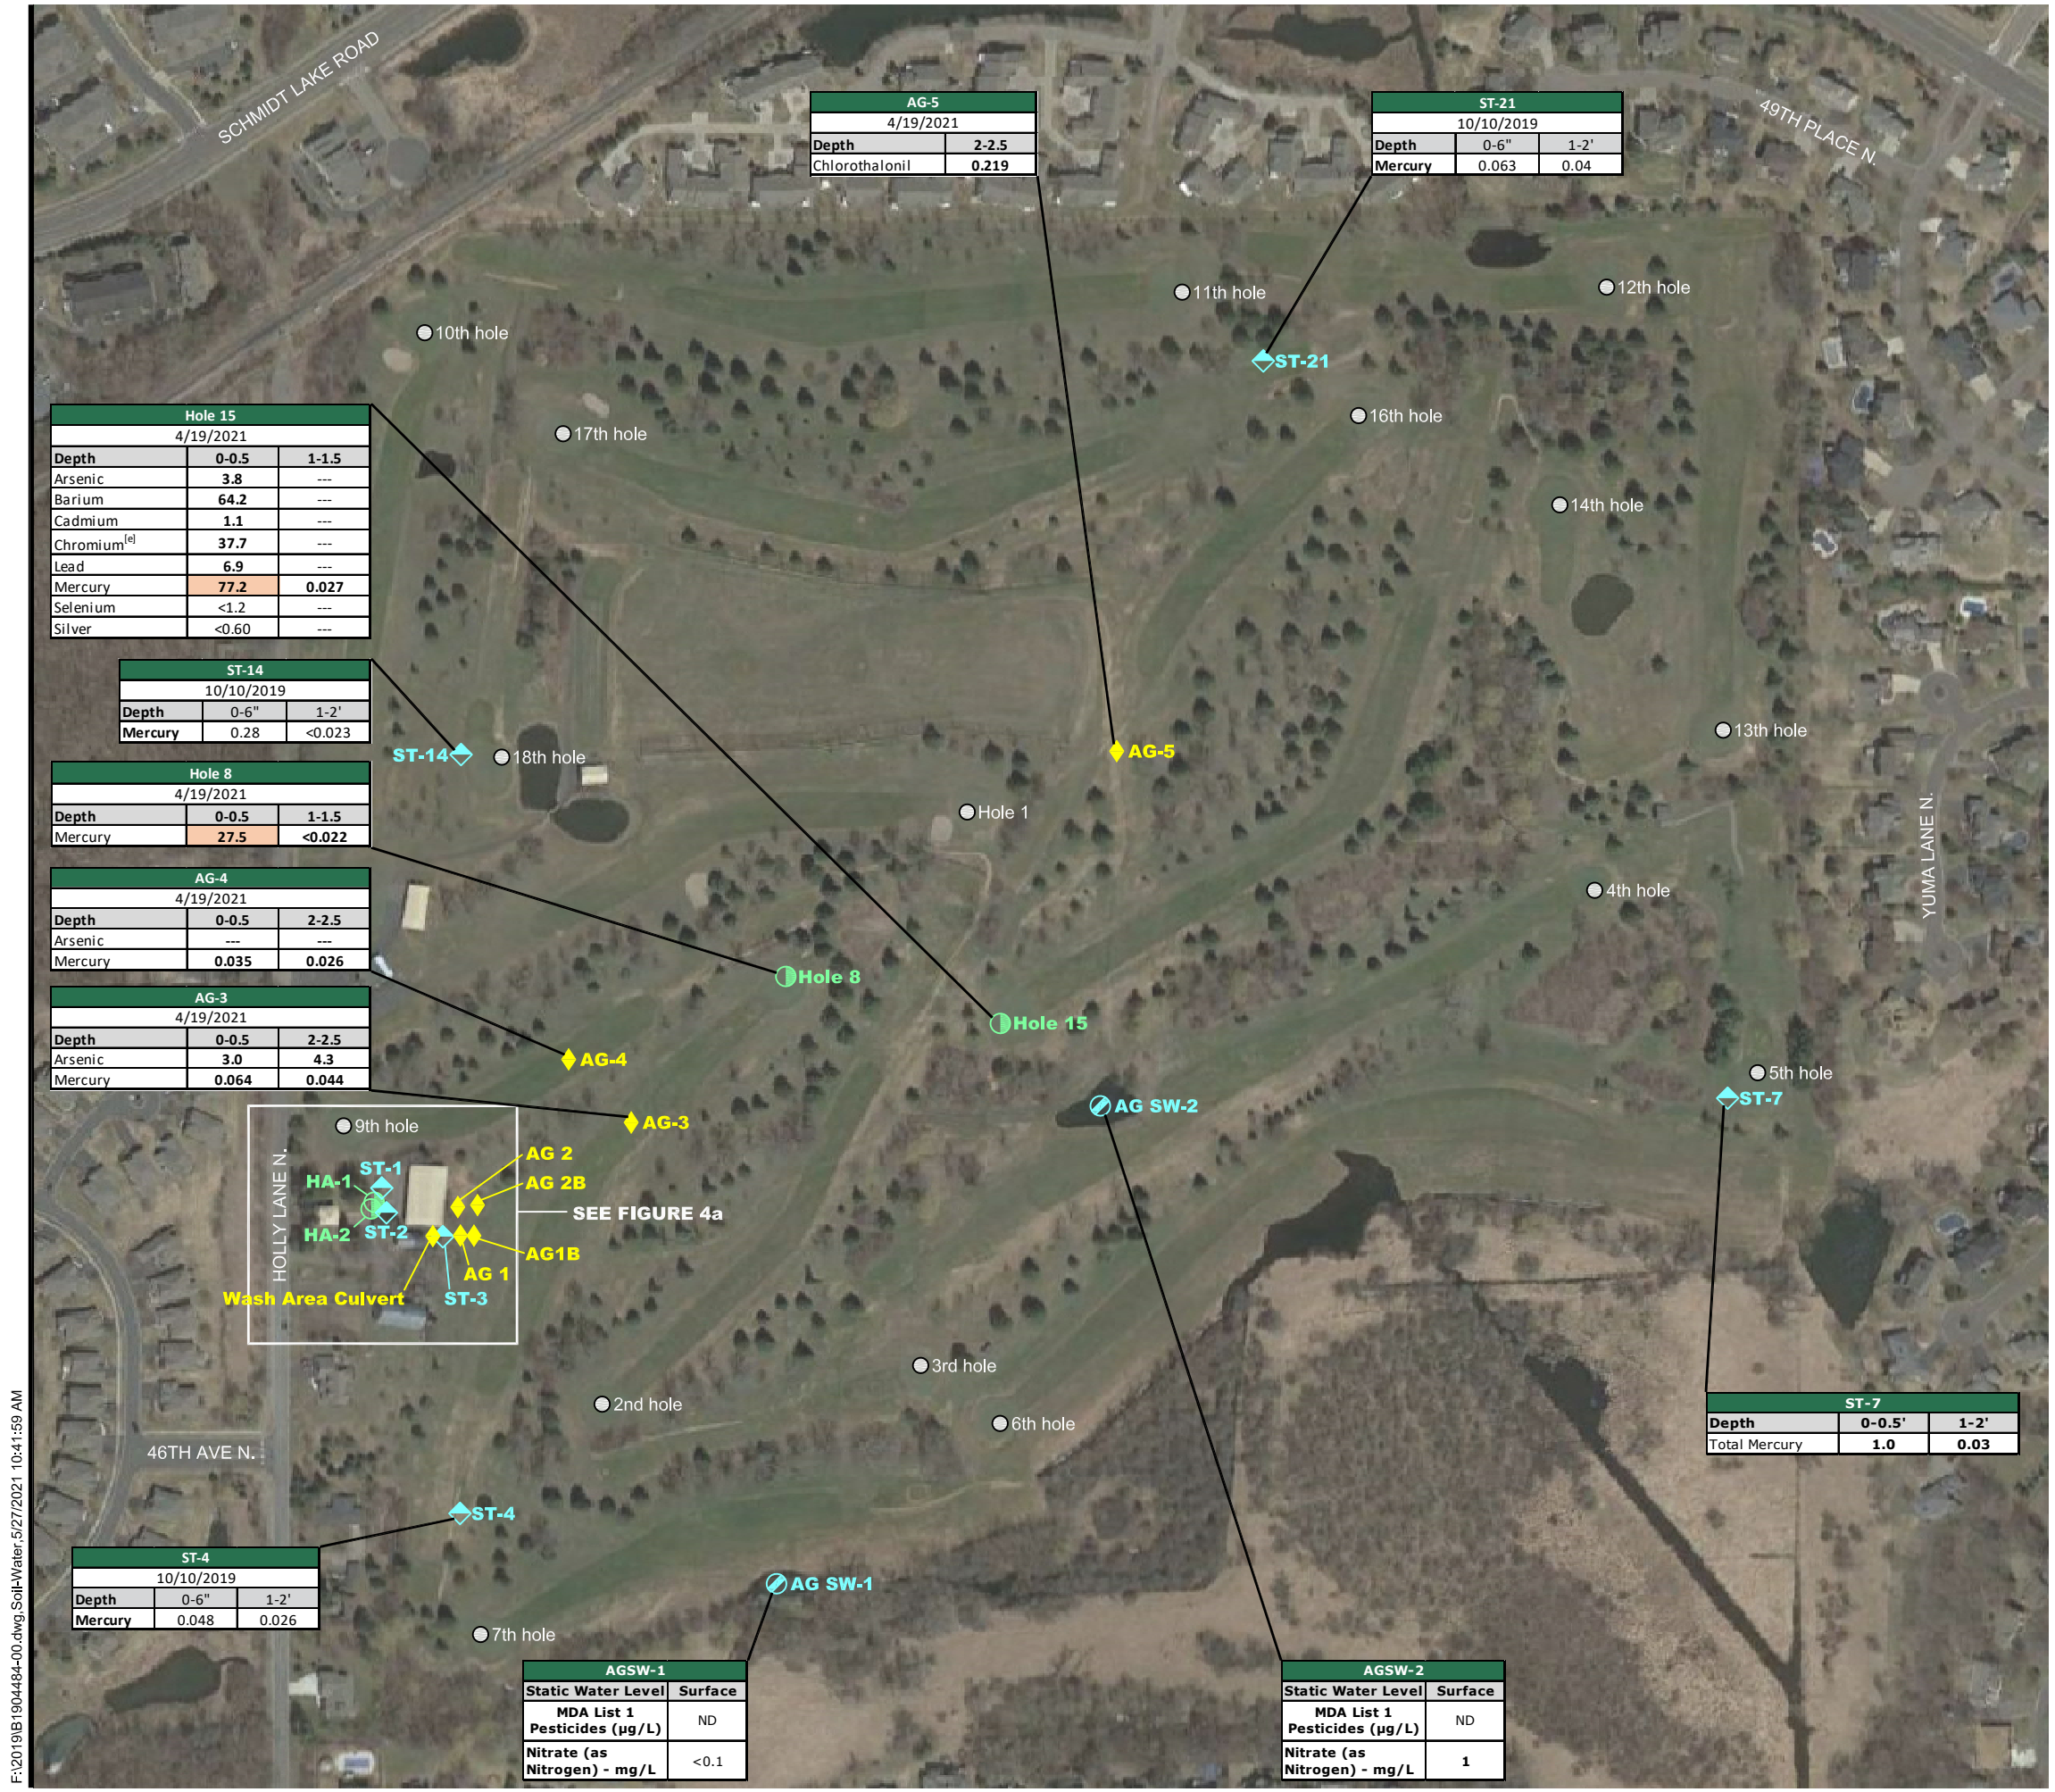 SCHMIDT LAKE ROAD
49TH PLACE N.
AG-5
4/19/2021
Depth 2-2.5
Chlorothalonil 0.219
ST-21
10/10/2019
Depth 0-6" 1-2'
Mercury 0.063 0.04
11th hole
12th hole
10th hole
ST-21
16th hole
17th hole
14th hole
Hole 15
4/19/2021
Depth 0-0.5 1-1.5
Arsenic 3.8 ---
Barium 64.2 ---
Cadmium 1.1 ---
Chromium[e] 37.7 ---
Lead 6.9 ---
Mercury 77.2 0.027
Selenium <1.2 ---
Silver <0.60 ---
ST-14
10/10/2019
Depth 0-6" 1-2'
Mercury 0.28 <0.023
ST-14
18th hole
AG-5
13th hole
Hole 8
4/19/2021
Depth 0-0.5 1-1.5
Mercury 27.5 <0.022
Hole 1
YUMA LANE N.
4th hole
AG-4
4/19/2021
Depth 0-0.5 2-2.5
Arsenic --- ---
Mercury 0.035 0.026
Hole 8
Hole 15
AG-3
4/19/2021
Depth 0-0.5 2-2.5
Arsenic 3.0 4.3
Mercury 0.064 0.044
AG-4
5th hole
ST-7
AG SW-2
AG-3
9th hole
HOLLY LANE N.
AG 2
ST-1
HA-1
AG 2B
SEE FIGURE 4a
HA-2
ST-2
AG1B
AG 1
Wash Area Culvert
ST-3
3rd hole
2nd hole
6th hole
46TH AVE N.
ST-7
Depth 0-0.5' 1-2'
Total Mercury 1.0 0.03
ST-4
ST-4
10/10/2019
Depth 0-6" 1-2'
Mercury 0.048 0.026
AG SW-1
7th hole
AGSW-1
Static Water Level Surface
MDA List 1
Pesticides (µg/L) ND
Nitrate (as
Nitrogen) - mg/L <0.1
AGSW-2
Static Water Level Surface
MDA List 1
Pesticides (µg/L) ND
Nitrate (as
Nitrogen) - mg/L 1
F:\2019\B1904484-00.dwg,Soil-Water,5/27/2021 10:41:59 AM